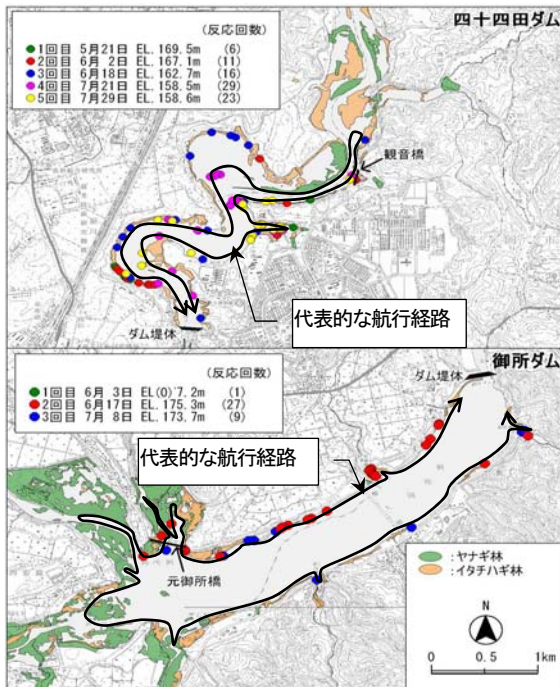 四十四田ダム
(反応回数)
1回目 5月21日 EL.169.5m (6)
2回目 6月 2日 EL.167.1m (11)
3回目 6月18日 EL.162.7m (16)
4回目 7月21日 EL.158.5m (29)
5回目 7月29日 EL.158.6m (23)
観音橋
代表的な航行経路
ダム堤体
御所ダム
(反応回数)
ダム堤体
1回目 6月 3日 EL(0)'7.2m (1)
2回目 6月17日 EL.175.3m (27)
3回目 7月 8日 EL.173.7m (9)
代表的な航行経路
元御所橋
:ヤナギ林
:イタチハギ林
N
0 0.5 1km